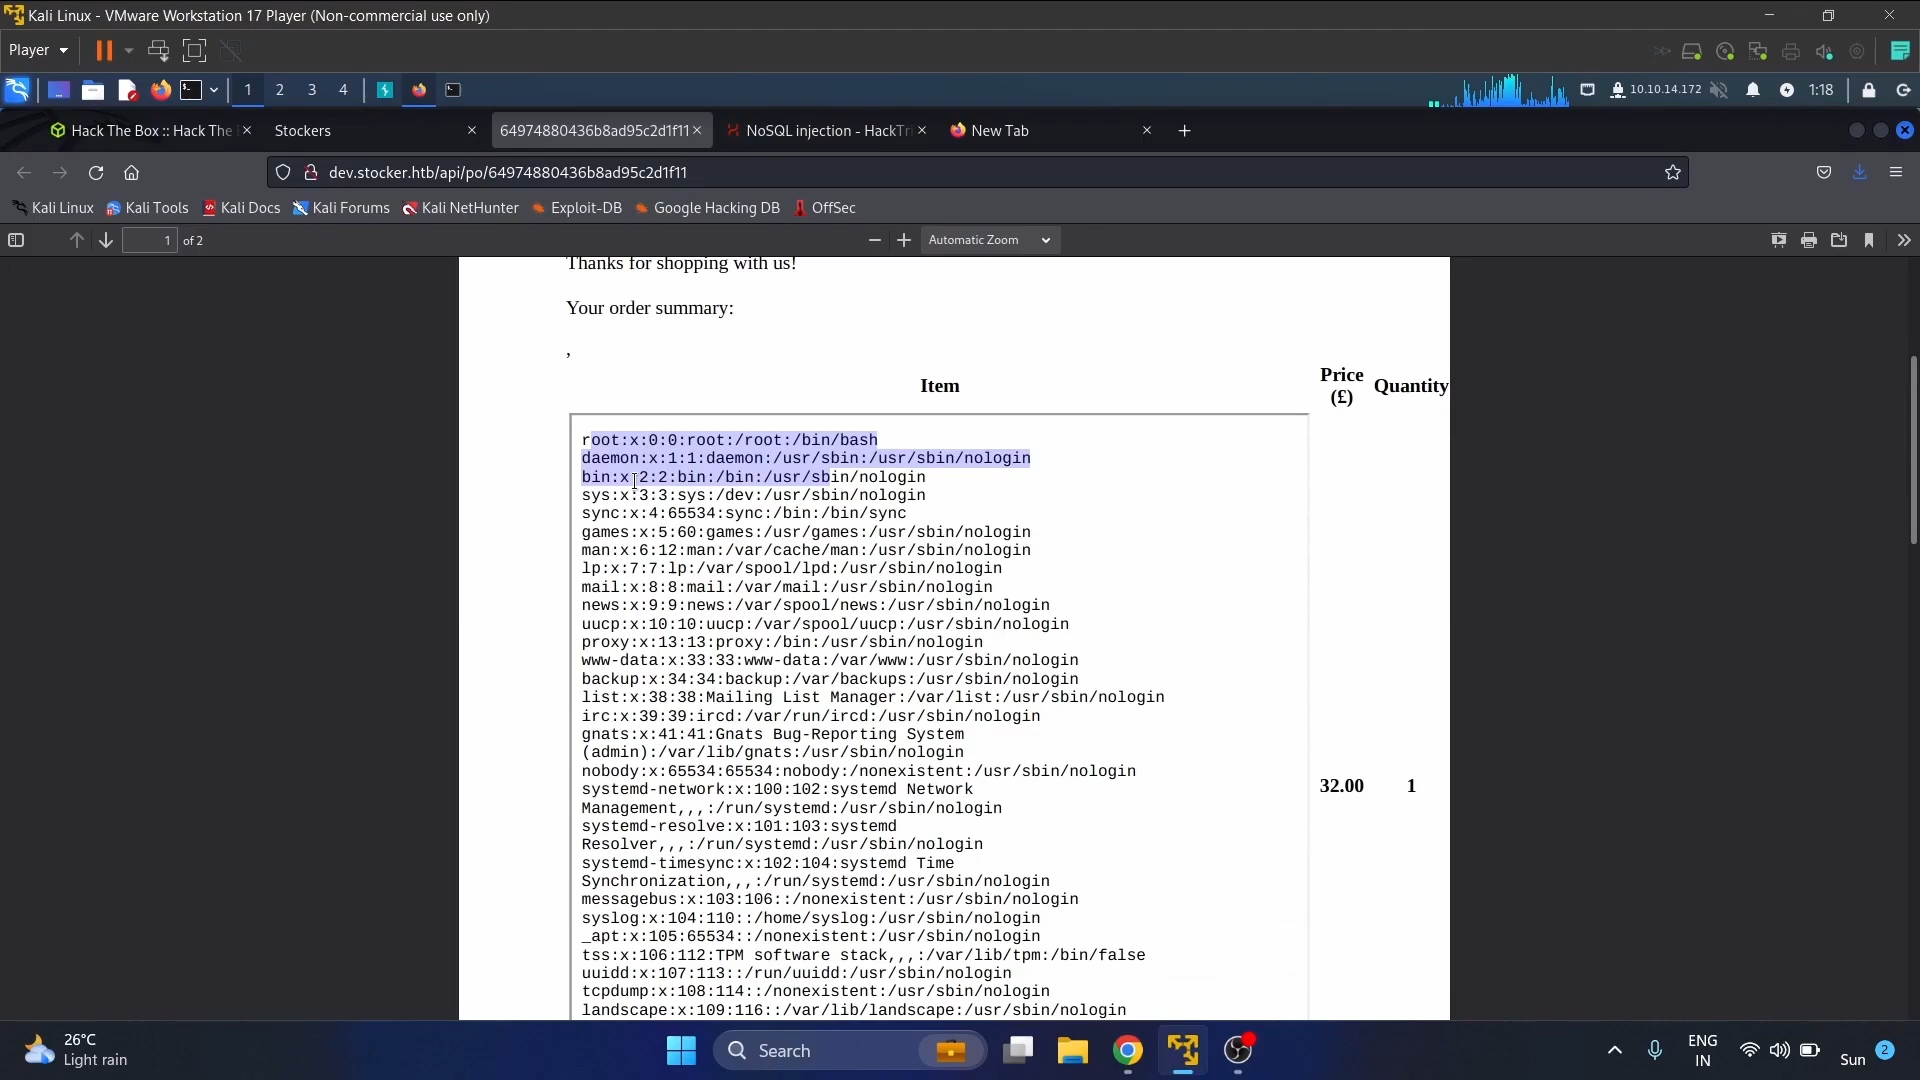 Kali Linux - VMware Workstation 17 Player (Non-commercial use only)
Player
1 2 3 4
10.10.14.172
1:18
Hack The Box :: Hack The
Stockers
64974880436b8ad95c2d1f11
NoSQL injection - HackTri
New Tab
dev.stocker.htb/api/po/64974880436b8ad95c2d1f11
Kali Linux Kali Tools Kali Docs Kali Forums Kali NetHunter Exploit-DB Google Hacking DB OffSec
1 of 2
Automatic Zoom
Thanks for shopping with us!
Your order summary:
,
Item Price (£) Quantity
root:x:0:0:root:/root:/bin/bash
daemon:x:1:1:daemon:/usr/sbin:/usr/sbin/nologin
bin:x:2:2:bin:/bin:/usr/sbin/nologin
sys:x:3:3:sys:/dev:/usr/sbin/nologin
sync:x:4:65534:sync:/bin:/bin/sync
games:x:5:60:games:/usr/games:/usr/sbin/nologin
man:x:6:12:man:/var/cache/man:/usr/sbin/nologin
lp:x:7:7:lp:/var/spool/lpd:/usr/sbin/nologin
mail:x:8:8:mail:/var/mail:/usr/sbin/nologin
news:x:9:9:news:/var/spool/news:/usr/sbin/nologin
uucp:x:10:10:uucp:/var/spool/uucp:/usr/sbin/nologin
proxy:x:13:13:proxy:/bin:/usr/sbin/nologin
www-data:x:33:33:www-data:/var/www:/usr/sbin/nologin
backup:x:34:34:backup:/var/backups:/usr/sbin/nologin
list:x:38:38:Mailing List Manager:/var/list:/usr/sbin/nologin
irc:x:39:39:ircd:/var/run/ircd:/usr/sbin/nologin
gnats:x:41:41:Gnats Bug-Reporting System
(admin):/var/lib/gnats:/usr/sbin/nologin
nobody:x:65534:65534:nobody:/nonexistent:/usr/sbin/nologin
systemd-network:x:100:102:systemd Network
Management,,,:/run/systemd:/usr/sbin/nologin
systemd-resolve:x:101:103:systemd
Resolver,,,:/run/systemd:/usr/sbin/nologin
systemd-timesync:x:102:104:systemd Time
Synchronization,,,:/run/systemd:/usr/sbin/nologin
messagebus:x:103:106::/nonexistent:/usr/sbin/nologin
syslog:x:104:110::/home/syslog:/usr/sbin/nologin
_apt:x:105:65534::/nonexistent:/usr/sbin/nologin
tss:x:106:112:TPM software stack,,,:/var/lib/tpm:/bin/false
uuidd:x:107:113::/run/uuidd:/usr/sbin/nologin
tcpdump:x:108:114::/nonexistent:/usr/sbin/nologin
landscape:x:109:116::/var/lib/landscape:/usr/sbin/nologin
32.00 1
26°C
Light rain
Search
ENG
IN
Sun
2